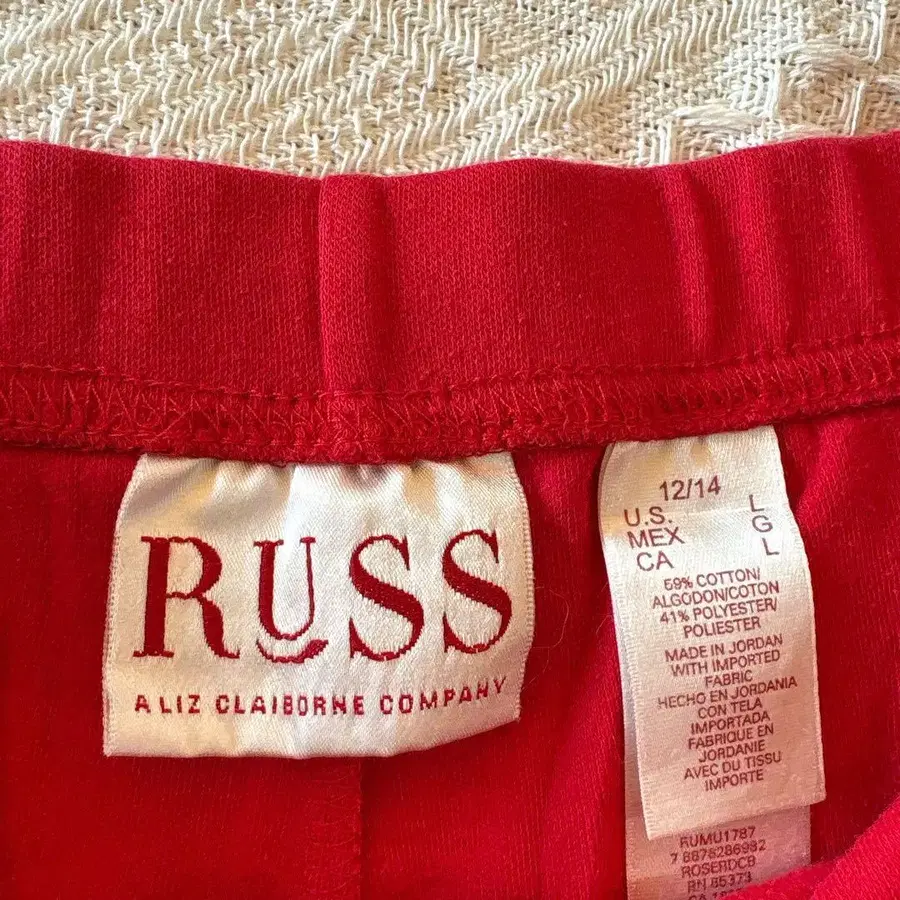 RUSS
A LIZ CLAIBORNE COMPANY
12/14
U.S. L
MEX G
CA L
59% COTTON/
ALGODON/COTON
41% POLYESTER/
POLIESTER
MADE IN JORDAN
WITH IMPORTED
FABRIC
HECHO EN JORDANIA
CON TELA
IMPORTADA
FABRIQUE EN
JORDANIE
AVEC DU TISSU
IMPORTE
RUMU1787
7 8876286982
ROSERDCB
RN 85373